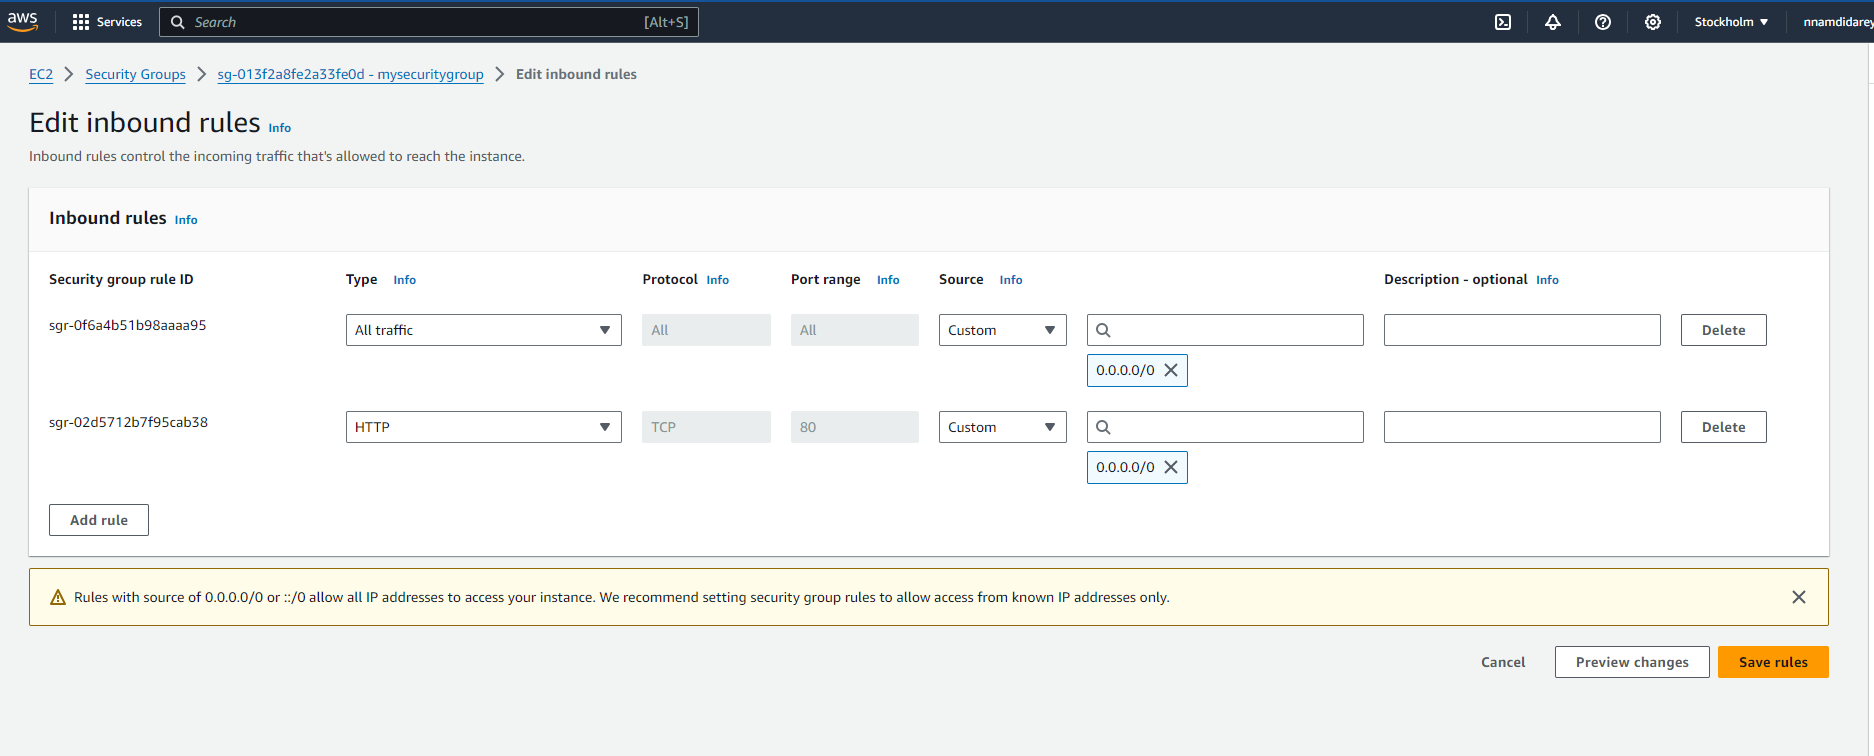 aws Services Search [Alt+S] Stockholm nnamdidarey
EC2 Security Groups sg-013f2a8fe2a33fe0d - mysecuritygroup Edit inbound rules
Edit inbound rules Info
Inbound rules control the incoming traffic that's allowed to reach the instance.
Inbound rules Info
Security group rule ID Type Info Protocol Info Port range Info Source Info Description - optional Info
sgr-0f6a4b51b98aaaa95 All traffic All All Custom Delete
0.0.0.0/0
sgr-02d5712b7f95cab38 HTTP TCP 80 Custom Delete
0.0.0.0/0
Add rule
Rules with source of 0.0.0.0/0 or ::/0 allow all IP addresses to access your instance. We recommend setting security group rules to allow access from known IP addresses only.
Cancel Preview changes Save rules